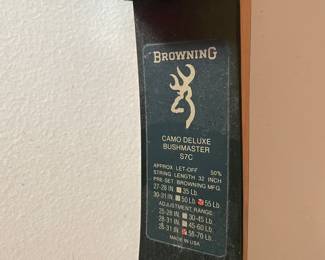 BROWNING
CAMO DELUXE
BUSHMASTER
S7C
APPROX LET-OFF 50%
STRING LENGTH 32 INCH
PRE-SET BROWNING MFG
27-28 IN. 35 Lb.
30-31 IN. 50 Lb. 55 Lb.
ADJUSTMENT RANGE
25-28 IN. 30-45 Lb.
28-31 IN. 45-60 Lb.
28-31 IN. 55-70 Lb.
MADE IN USA